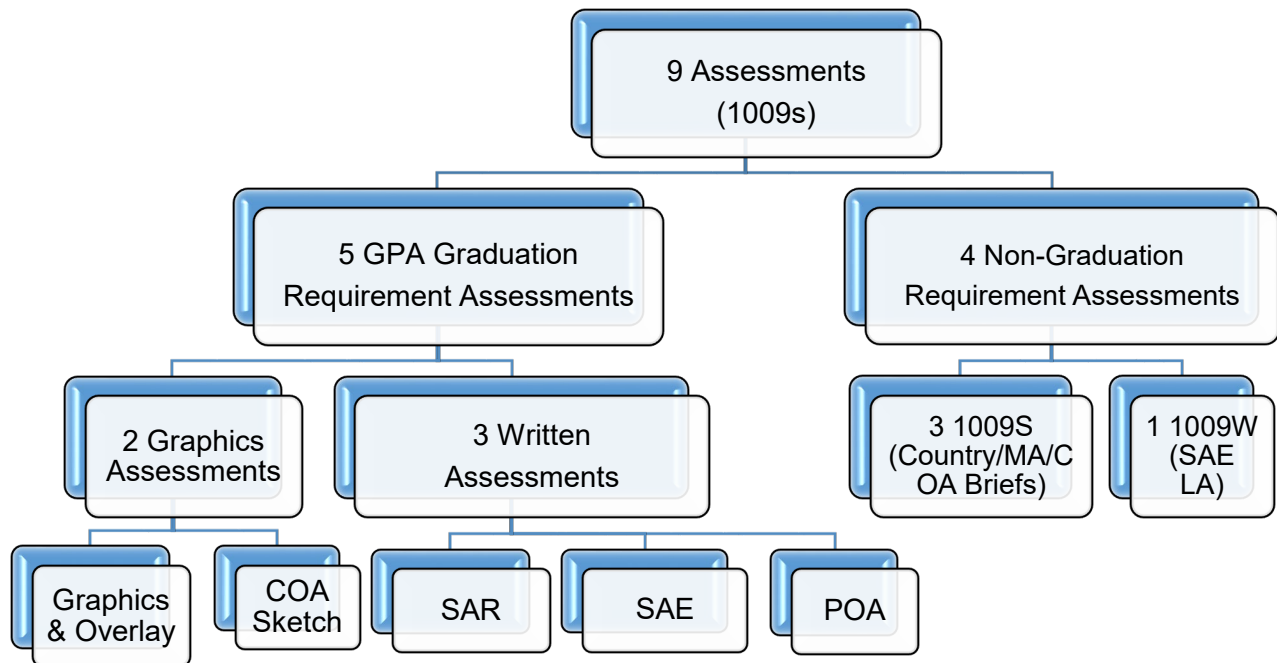 9 Assessments
(1009s)
5 GPA Graduation
Requirement Assessments
4 Non-Graduation
Requirement Assessments
2 Graphics
Assessments
3 Written
Assessments
3 1009S
(Country/MA/C
OA Briefs)
1 1009W
(SAE
LA)
Graphics
& Overlay
COA
Sketch
SAR
SAE
POA